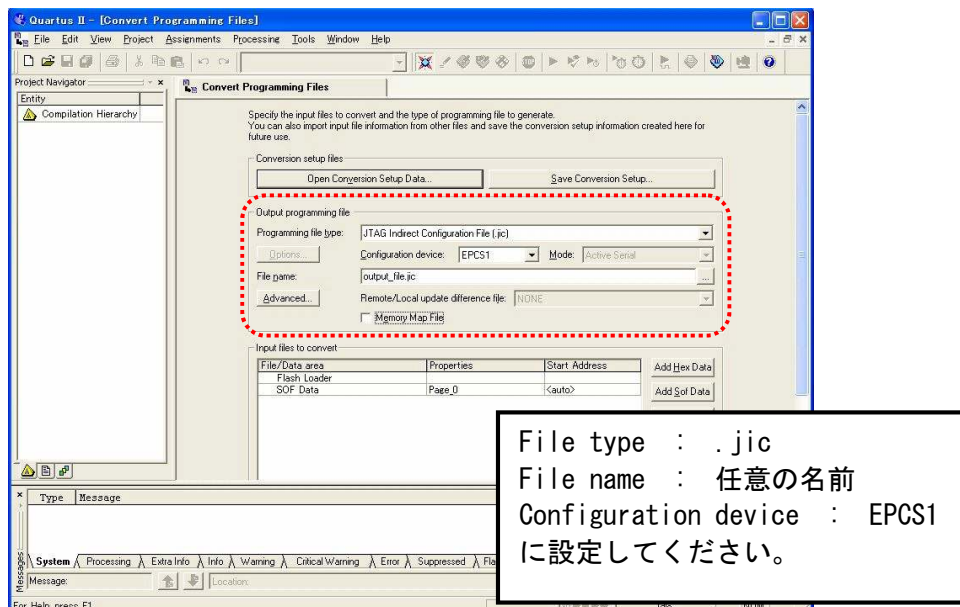 Quartus II - [Convert Programming Files]
File Edit View Project Assignments Processing Tools Window Help
Project Navigator
Entity
Compilation Hierarchy
Convert Programming Files
Specify the input files to convert and the type of programming file to generate.
You can also import input file information from other files and save the conversion setup information created here for
future use.
Conversion setup files
Open Conversion Setup Data...
Save Conversion Setup...
Output programming file
Programming file type: JTAG Indirect Configuration File (.jic)
Options... Configuration device: EPCS1 Mode: Active Serial
File name: output_file.jic ...
Advanced... Remote/Local update difference file: NONE
Memory Map File
Input files to convert
File/Data area Properties Start Address
Flash Loader
SOF Data Page_0 <auto>
Add Hex Data
Add Sof Data
File type : .jic
File name : 任意の名前
Configuration device : EPCS1
に設定してください。
Type Message
System Processing Extra Info Info Warning Critical Warning Error Suppressed Fla
Messages:
Message: Location:
For Help, press F1